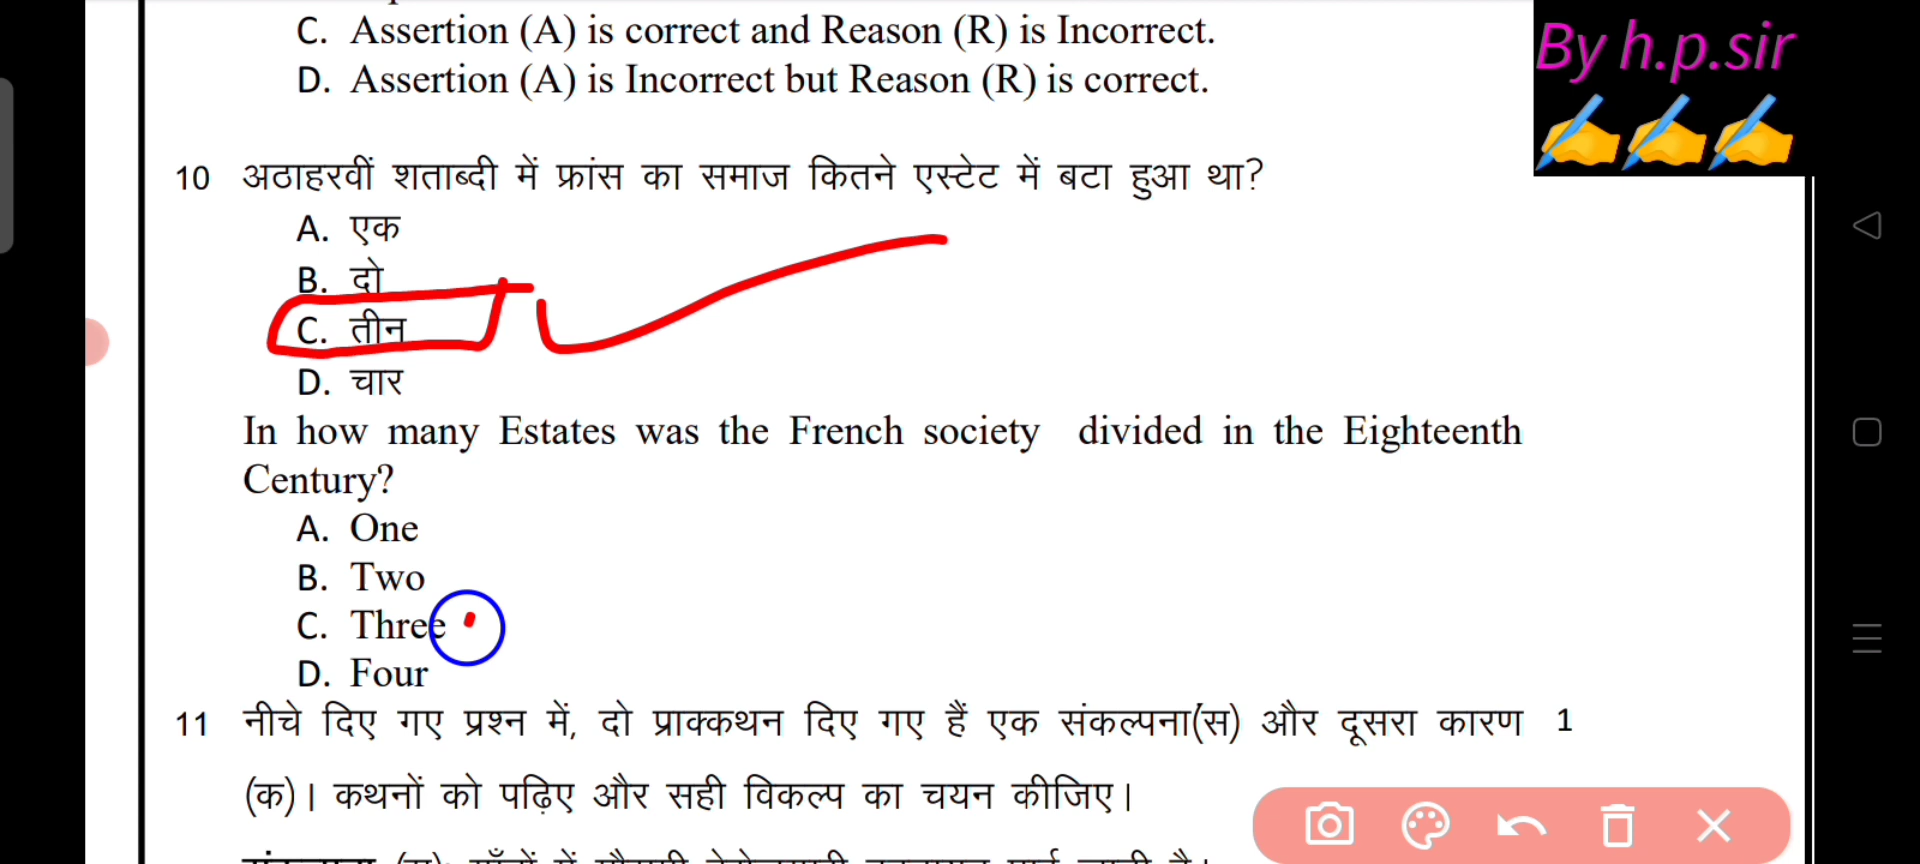 C. Assertion (A) is correct and Reason (R) is Incorrect.
D. Assertion (A) is Incorrect but Reason (R) is correct.
By h.p.sir
10 अठाहरवीं शताब्दी में फ्रांस का समाज कितने एस्टेट में बटा हुआ था?
A. एक
B. दो
C. तीन
D. चार
In how many Estates was the French society divided in the Eighteenth
Century?
A. One
B. Two
C. Three
D. Four
11 नीचे दिए गए प्रश्न में, दो प्राक्कथन दिए गए हैं एक संकल्पना(स) और दूसरा कारण 1
(क)। कथनों को पढ़िए और सही विकल्प का चयन कीजिए।